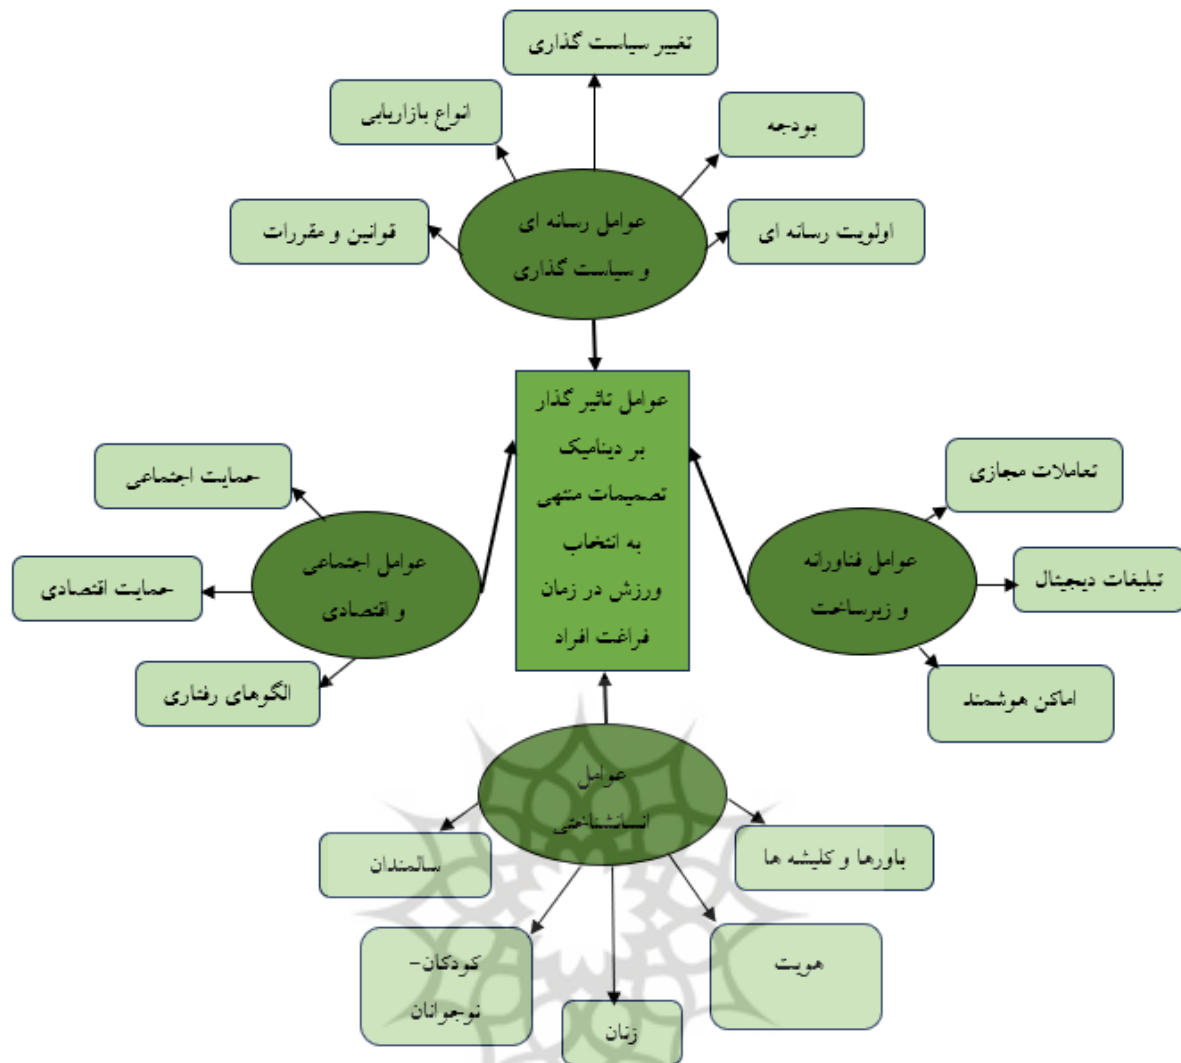 تغییر سیاست گذاری
بودجه
انواع بازاریابی
اولویت رسانه ای
قوانین و مقررات
عوامل رسانه ای
و سیاست گذاری
عوامل تاثیر گذار
بر دینامیک
تصمیمات منتهی
به انتخاب
ورزش در زمان
فراغت افراد
تعاملات مجازی
تبلیغات دیجیتال
اماکن هوشمند
عوامل فناورانه
و زیرساخت
حمایت اجتماعی
حمایت اقتصادی
الگوهای رفتاری
عوامل اجتماعی
و اقتصادی
عوامل
انسانشناختی
باورها و کلیشه ها
هویت
زنان
کودکان-
نوجوانان
سالمندان